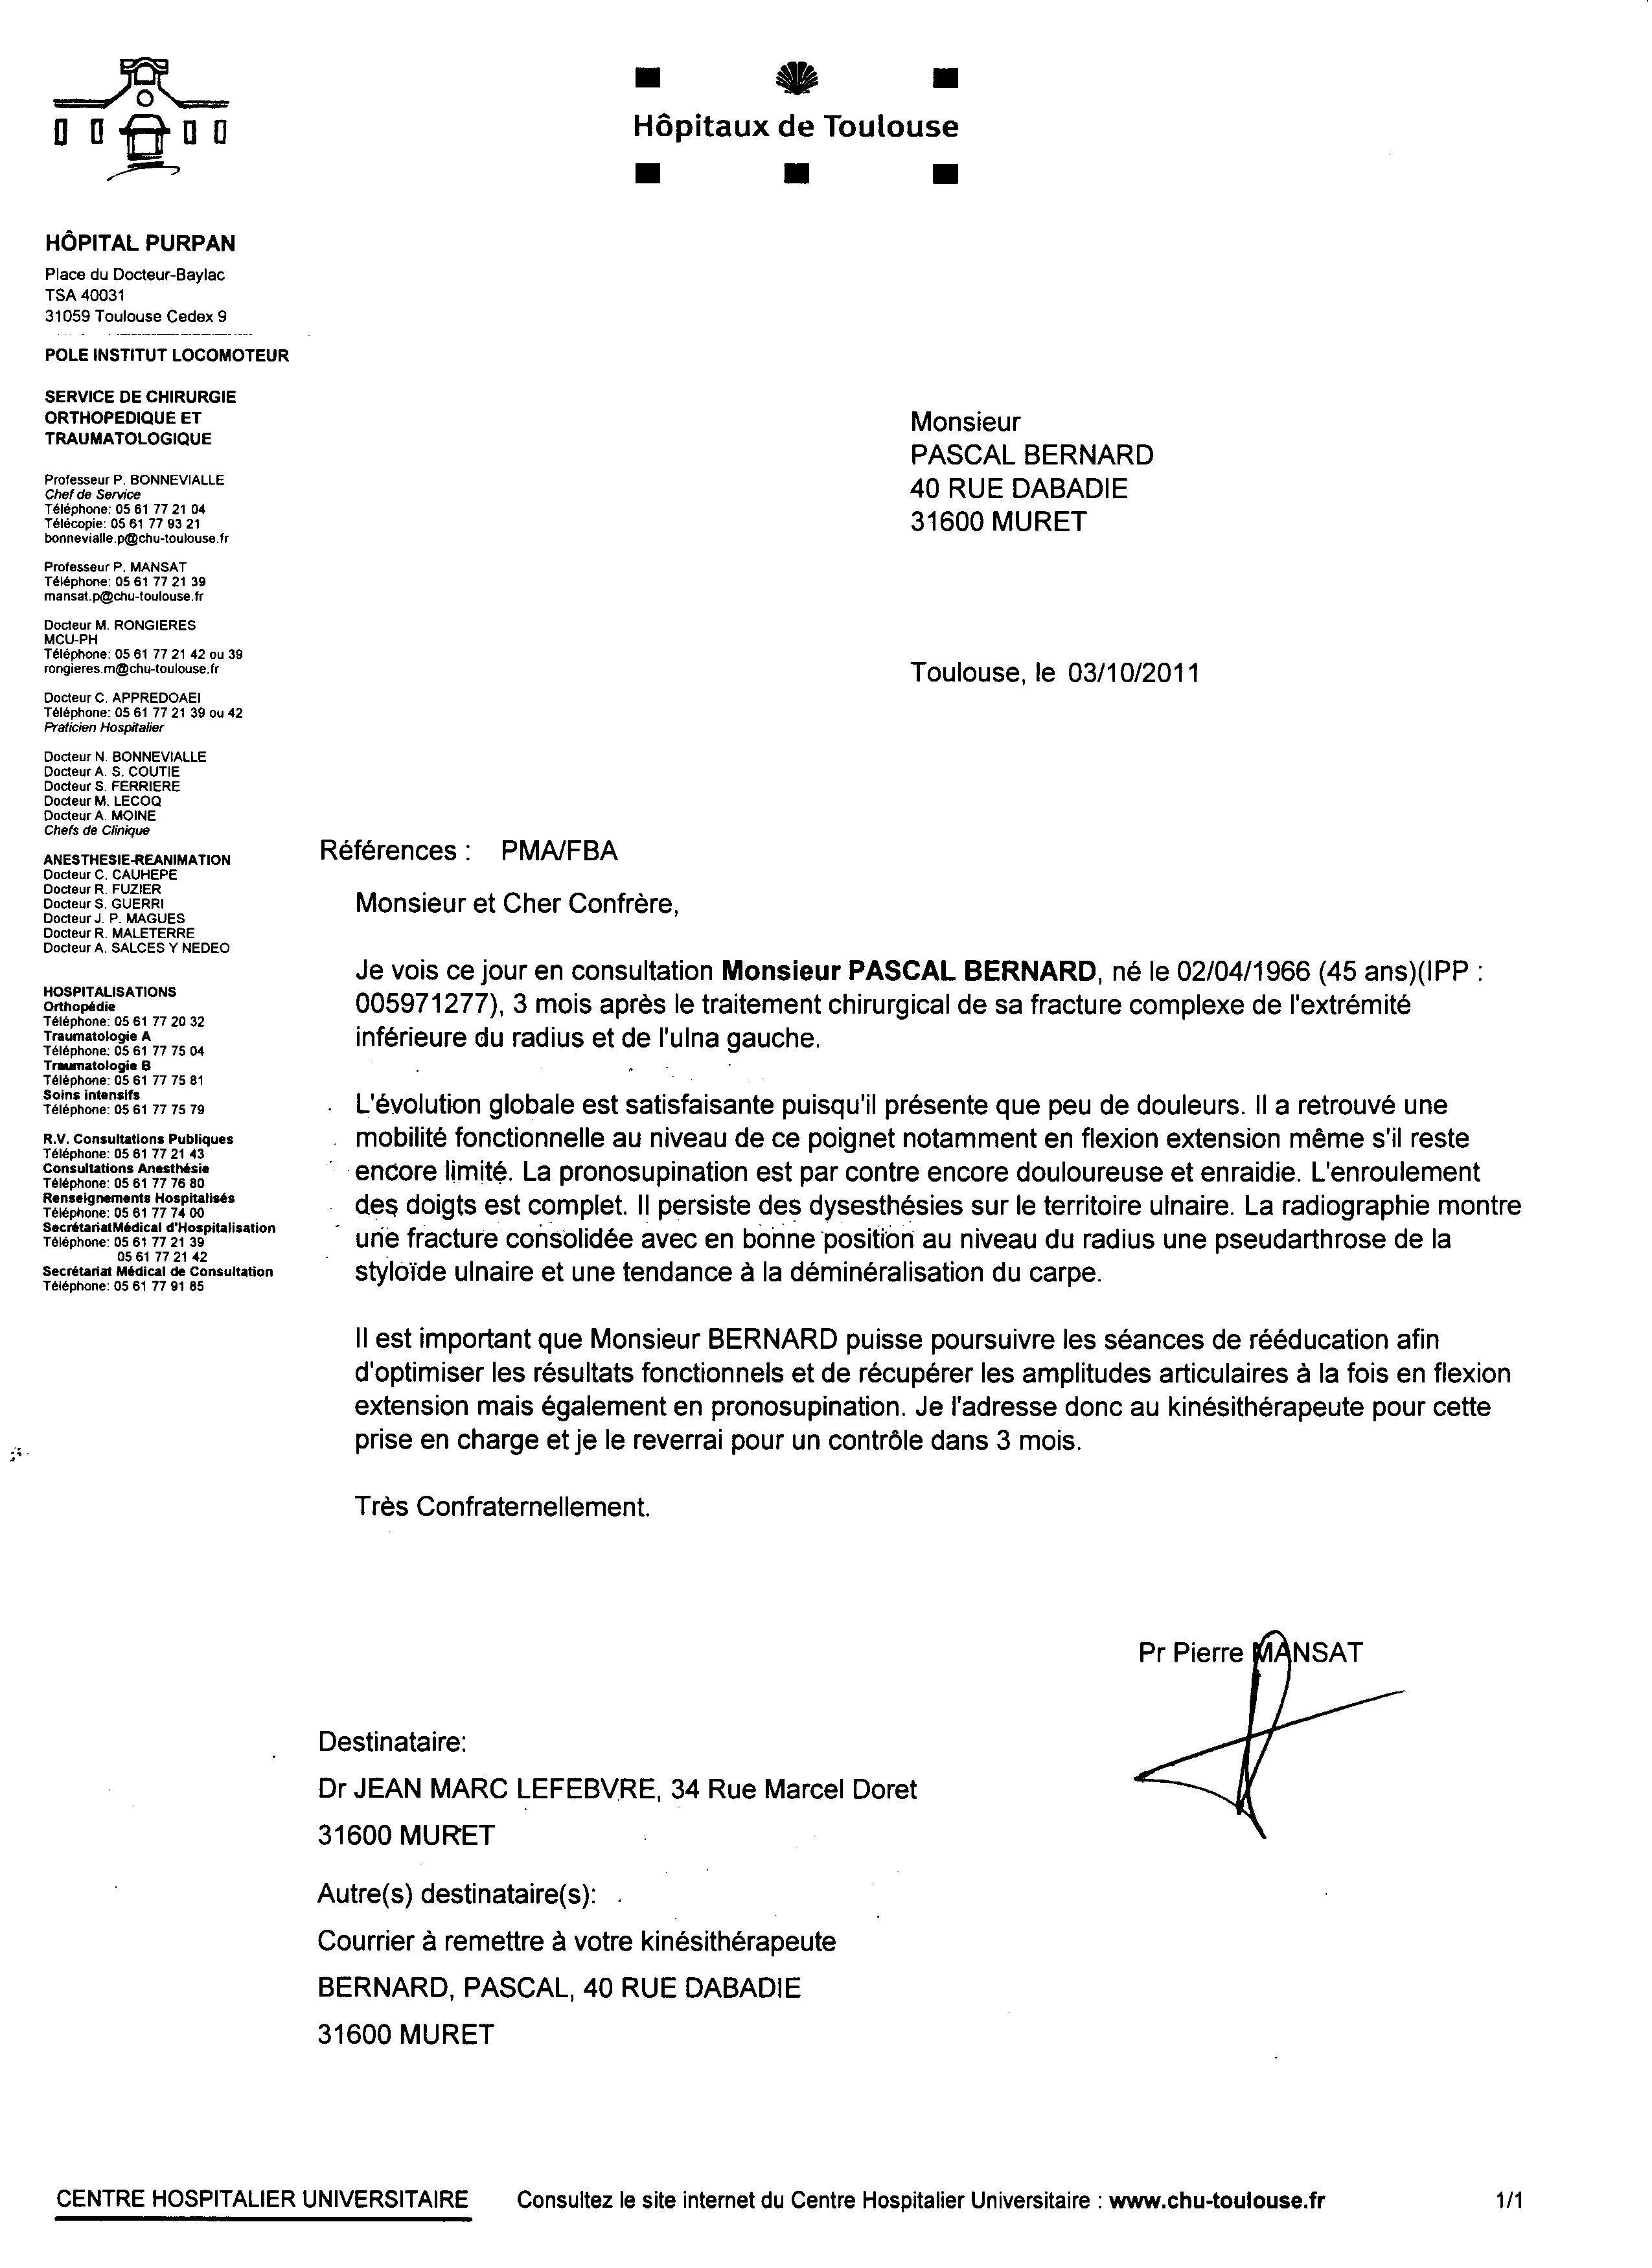 Hôpitaux de Toulouse
HÔPITAL PURPAN
Place du Docteur-Baylac
TSA 40031
31059 Toulouse Cedex 9
POLE INSTITUT LOCOMOTEUR
SERVICE DE CHIRURGIE
ORTHOPEDIQUE ET
TRAUMATOLOGIQUE
Professeur P. BONNEVIALLE
Chef de Service
Téléphone: 05 61 77 21 04
Télécopie: 05 61 77 93 21
bonnevialle.p@chu-toulouse.fr
Professeur P. MANSAT
Téléphone: 05 61 77 21 39
mansat.p@chu-toulouse.fr
Docteur M. RONGIERES
MCU-PH
Téléphone: 05 61 77 21 42 ou 39
rongieres.m@chu-toulouse.fr
Docteur C. APPREDOAEI
Téléphone: 05 61 77 21 39 ou 42
Praticien Hospitalier
Docteur N. BONNEVIALLE
Docteur A. S. COUTIE
Docteur S. FERRIERE
Docteur M. LECOQ
Docteur A. MOINE
Chefs de Clinique
ANESTHESIE-REANIMATION
Docteur C. CAUHEPE
Docteur R. FUZIER
Docteur S. GUERRI
Docteur J. P. MAGUES
Docteur R. MALETERRE
Docteur A. SALCES Y NEDEO
HOSPITALISATIONS
Orthopédie
Téléphone: 05 61 77 20 32
Traumatologie A
Téléphone: 05 61 77 75 04
Traumatologie B
Téléphone: 05 61 77 75 81
Soins intensifs
Téléphone: 05 61 77 75 79
R.V. Consultations Publiques
Téléphone: 05 61 77 21 43
Consultations Anesthésie
Téléphone: 05 61 77 76 80
Renseignements Hospitalisés
Téléphone: 05 61 77 74 00
Secrétariat Médical d'Hospitalisation
Téléphone: 05 61 77 21 39
05 61 77 21 42
Secrétariat Médical de Consultation
Téléphone: 05 61 77 91 85
Monsieur
PASCAL BERNARD
40 RUE DABADIE
31600 MURET
Toulouse, le 03/10/2011
Références : PMA/FBA
Monsieur et Cher Confrère,
Je vois ce jour en consultation Monsieur PASCAL BERNARD, né le 02/04/1966 (45 ans)(IPP :
005971277), 3 mois après le traitement chirurgical de sa fracture complexe de l'extrémité
inférieure du radius et de l'ulna gauche.
L'évolution globale est satisfaisante puisqu'il présente que peu de douleurs. Il a retrouvé une
mobilité fonctionnelle au niveau de ce poignet notamment en flexion extension même s'il reste
encore limité. La pronosupination est par contre encore douloureuse et enraidie. L'enroulement
des doigts est complet. Il persiste des dysesthésies sur le territoire ulnaire. La radiographie montre
une fracture consolidée avec en bonne position au niveau du radius une pseudarthrose de la
styloïde ulnaire et une tendance à la déminéralisation du carpe.
Il est important que Monsieur BERNARD puisse poursuivre les séances de rééducation afin
d'optimiser les résultats fonctionnels et de récupérer les amplitudes articulaires à la fois en flexion
extension mais également en pronosupination. Je l'adresse donc au kinésithérapeute pour cette
prise en charge et je le reverrai pour un contrôle dans 3 mois.
Très Confraternellement.
Pr Pierre MANSAT
Destinataire:
Dr JEAN MARC LEFEBVRE, 34 Rue Marcel Doret
31600 MURET
Autre(s) destinataire(s):
Courrier à remettre à votre kinésithérapeute
BERNARD, PASCAL, 40 RUE DABADIE
31600 MURET
CENTRE HOSPITALIER UNIVERSITAIRE Consultez le site internet du Centre Hospitalier Universitaire : www.chu-toulouse.fr 1/1